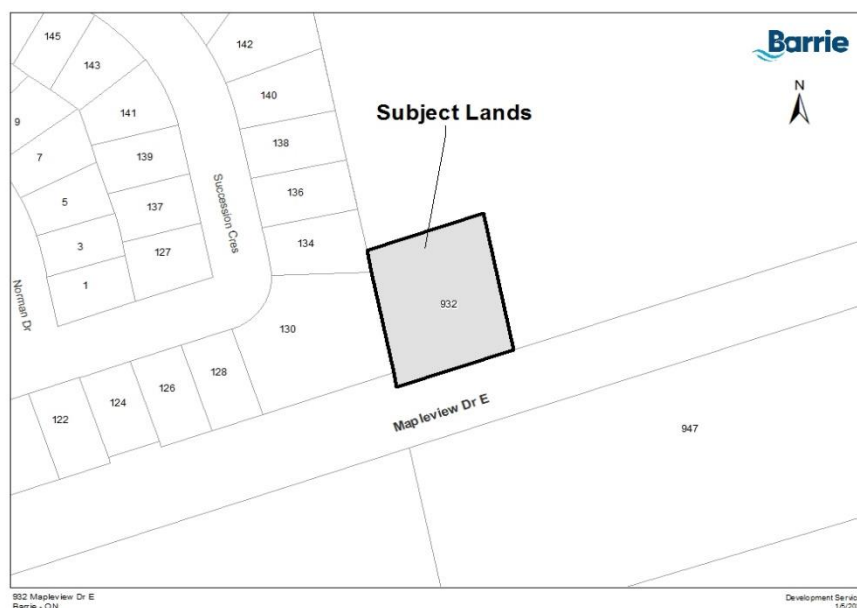 145
142
Barrie
143
N
140
9
141
Subject Lands
138
7
139
136
5
137
Succession Cres
134
3
127
1
Norman Dr
932
130
128
126
124
122
Mapleview Dr E
947
932 Mapleview Dr E
Barrie - ON
Development Servic